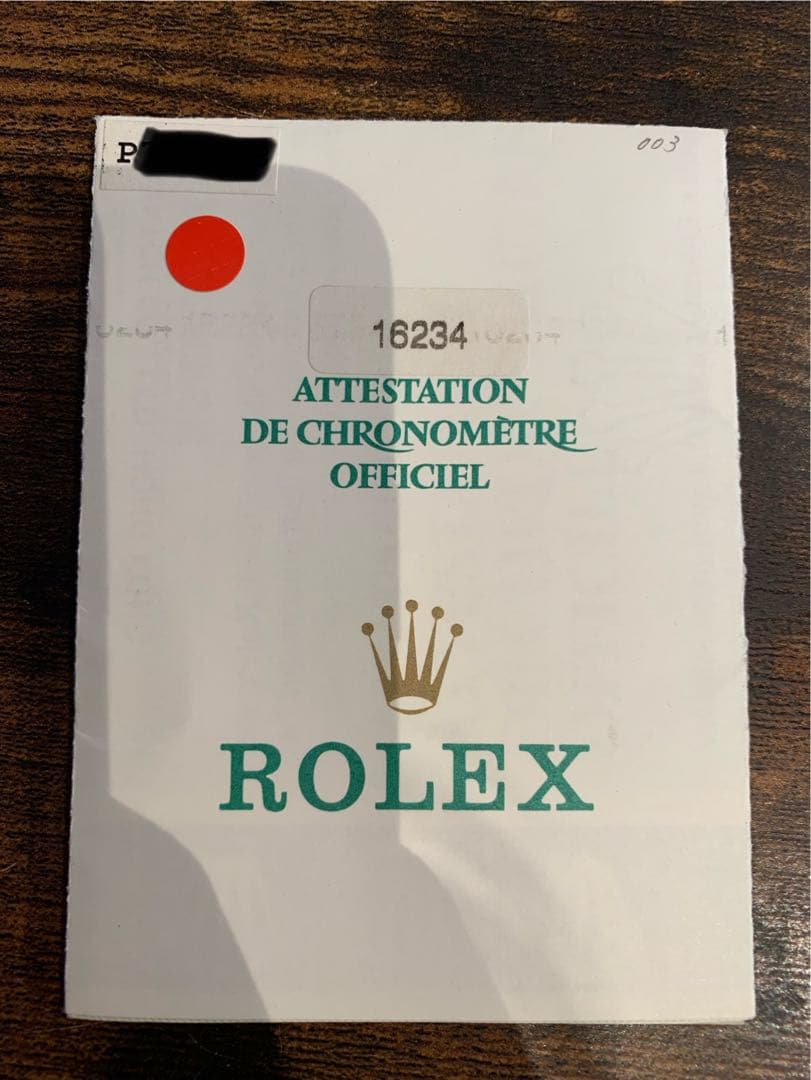 P
003
16234
ATTESTATION
DE CHRONOMÈTRE
OFFICIEL
ROLEX